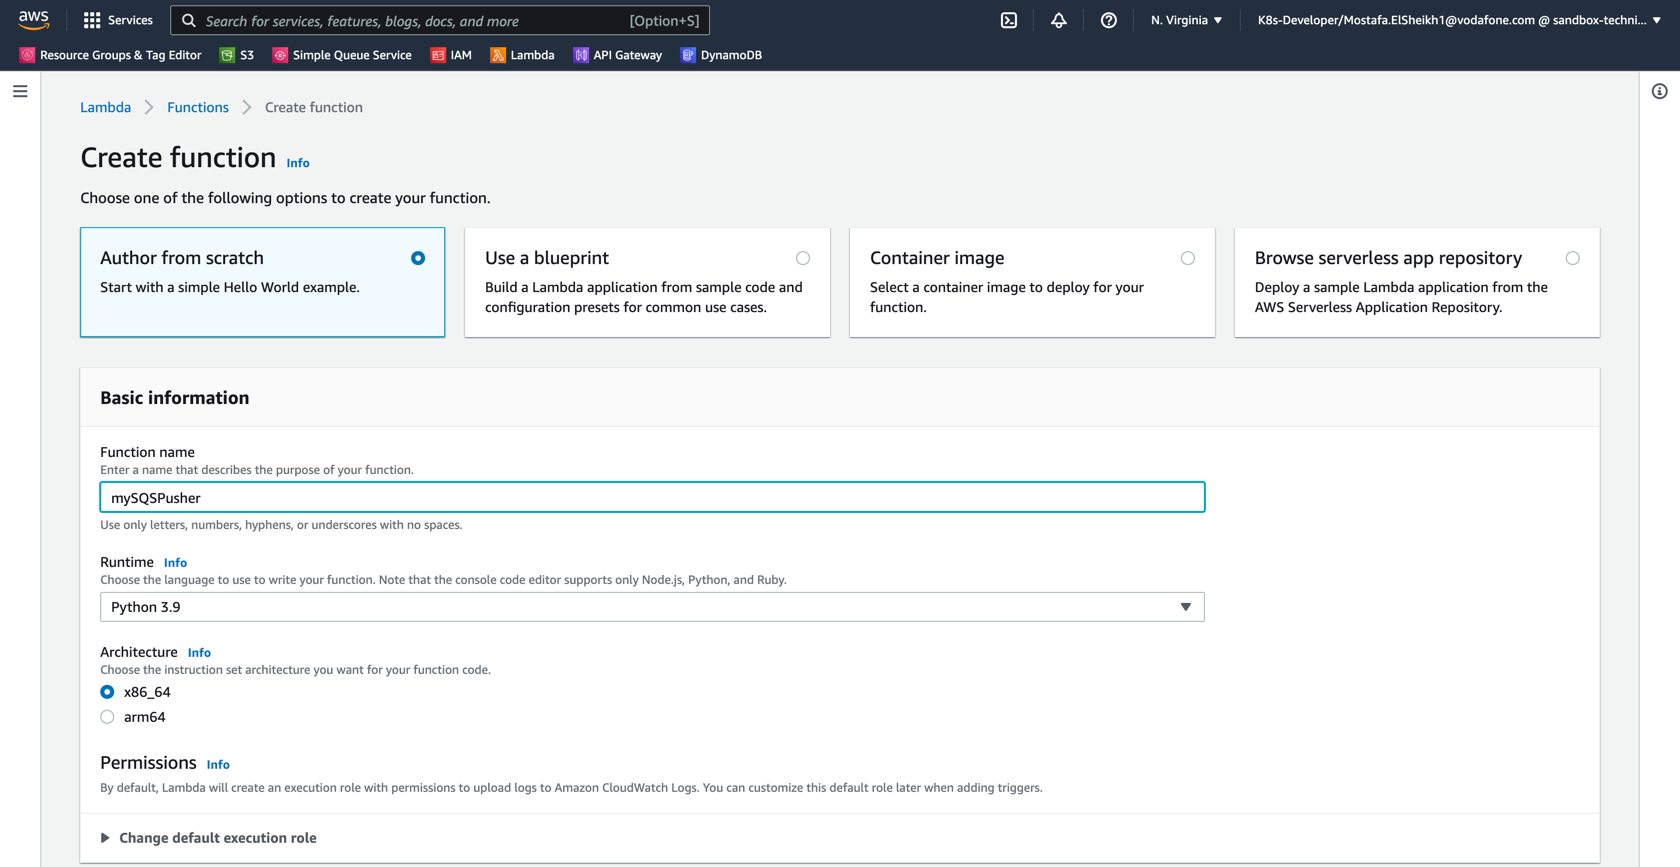 aws
Services
Search for services, features, blogs, docs, and more [Option+S]
N. Virginia
K8s-Developer/Mostafa.ElSheikh1@vodafone.com @ sandbox-techni...
Resource Groups & Tag Editor S3 Simple Queue Service IAM Lambda API Gateway DynamoDB
Lambda Functions Create function
Create function Info
Choose one of the following options to create your function.
Author from scratch
Start with a simple Hello World example.
Use a blueprint
Build a Lambda application from sample code and
configuration presets for common use cases.
Container image
Select a container image to deploy for your
function.
Browse serverless app repository
Deploy a sample Lambda application from the
AWS Serverless Application Repository.
Basic information
Function name
Enter a name that describes the purpose of your function.
mySQSPusher
Use only letters, numbers, hyphens, or underscores with no spaces.
Runtime Info
Choose the language to use to write your function. Note that the console code editor supports only Node.js, Python, and Ruby.
Python 3.9
Architecture Info
Choose the instruction set architecture you want for your function code.
x86_64
arm64
Permissions Info
By default, Lambda will create an execution role with permissions to upload logs to Amazon CloudWatch Logs. You can customize this default role later when adding triggers.
Change default execution role